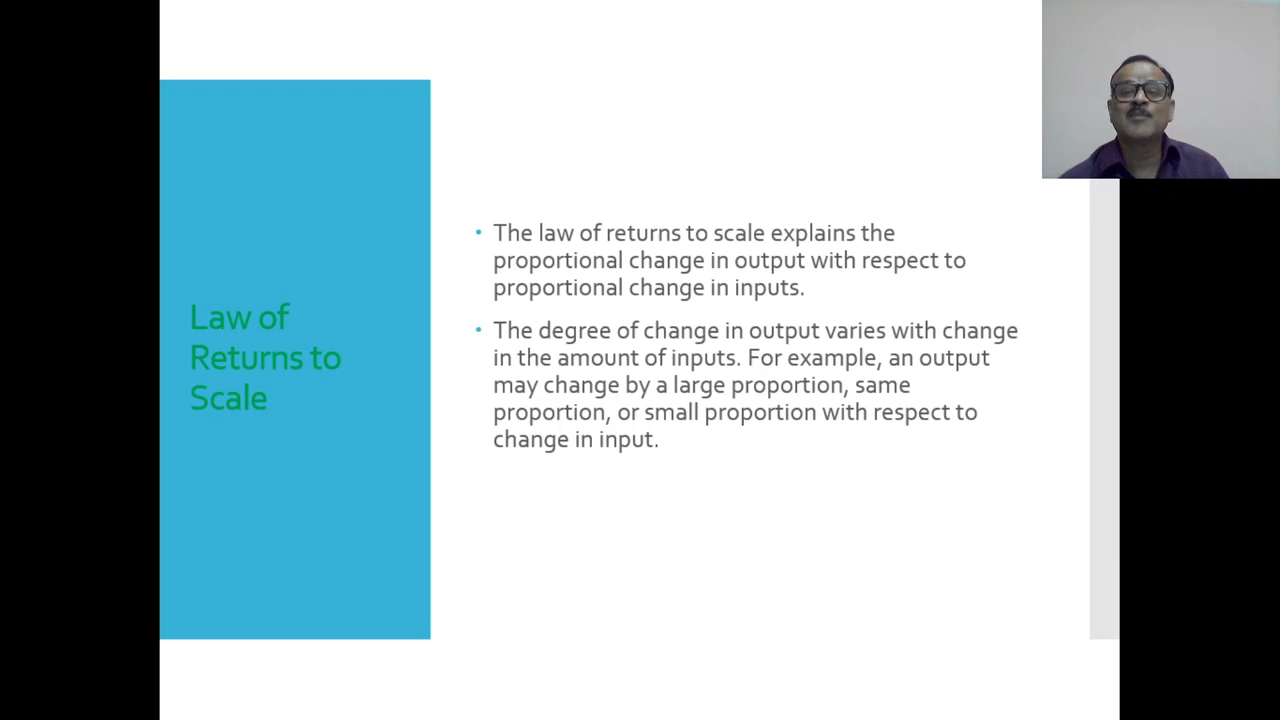 Law of
Returns to
Scale
• The law of returns to scale explains the
proportional change in output with respect to
proportional change in inputs.
• The degree of change in output varies with change
in the amount of inputs. For example, an output
may change by a large proportion, same
proportion, or small proportion with respect to
change in input.